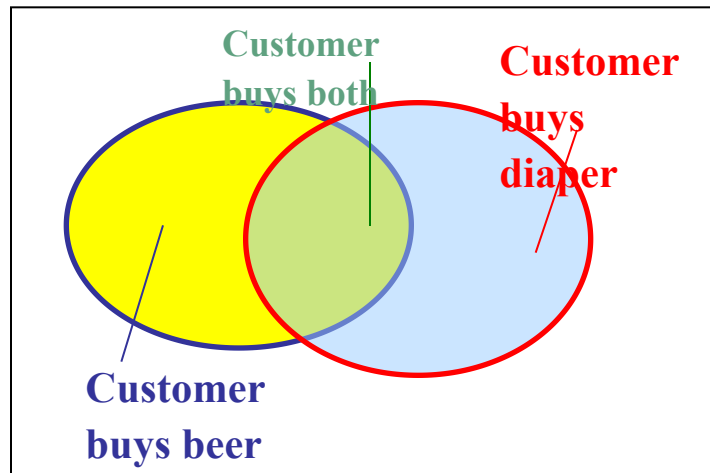 Customer
buys both
Customer
buys
diaper
Customer
buys beer